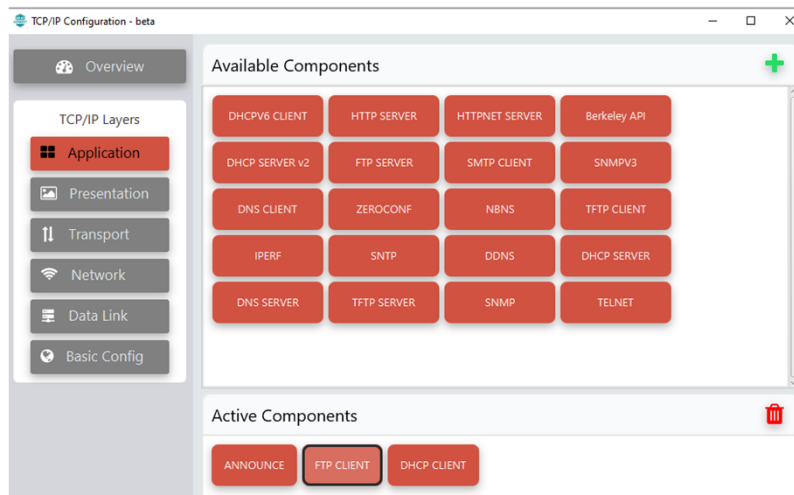 TCP/IP Configuration - beta
Overview
TCP/IP Layers
Application
Presentation
Transport
Network
Data Link
Basic Config
Available Components
DHCPV6 CLIENT HTTP SERVER HTTPNET SERVER Berkeley API
DHCP SERVER v2 FTP SERVER SMTP CLIENT SNMPV3
DNS CLIENT ZEROCONF NBNS TFTP CLIENT
IPERF SNTP DDNS DHCP SERVER
DNS SERVER TFTP SERVER SNMP TELNET
Active Components
ANNOUNCE FTP CLIENT DHCP CLIENT